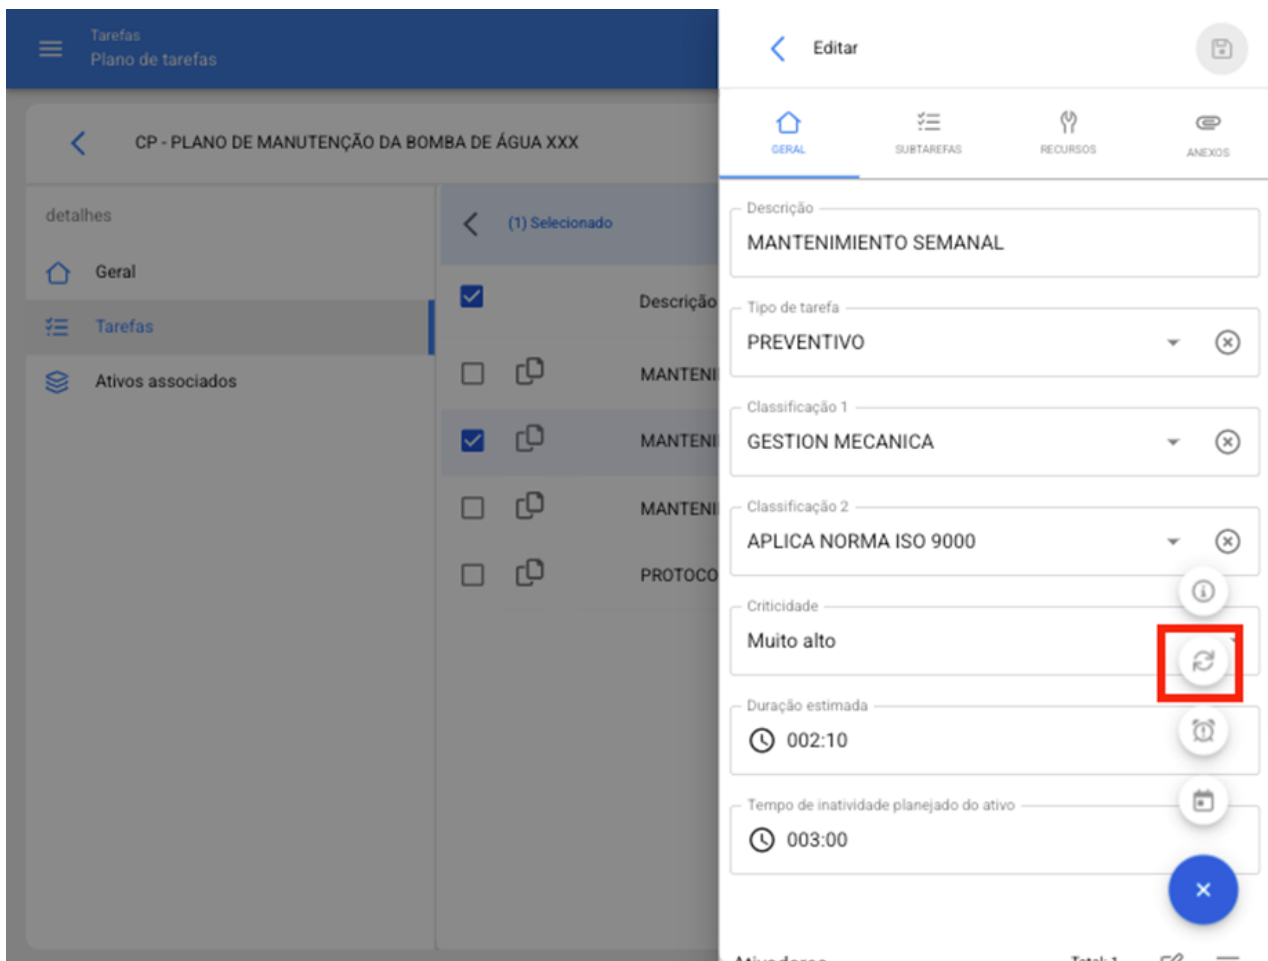 Tarefas
Plano de tarefas
CP - PLANO DE MANUTENÇÃO DA BOMBA DE ÁGUA XXX
detalhes
Geral
Tarefas
Ativos associados
(1) Selecionado
Descrição
MANTENI
MANTENI
MANTENI
PROTOCO
Editar
GERAL
SUBTAREFAS
RECURSOS
ANEXOS
Descrição
MANTENIMIENTO SEMANAL
Tipo de tarefa
PREVENTIVO
Classificação 1
GESTION MECANICA
Classificação 2
APLICA NORMA ISO 9000
Criticidade
Muito alto
Duração estimada
002:10
Tempo de inatividade planejado do ativo
003:00
Ativadores
Total: 1